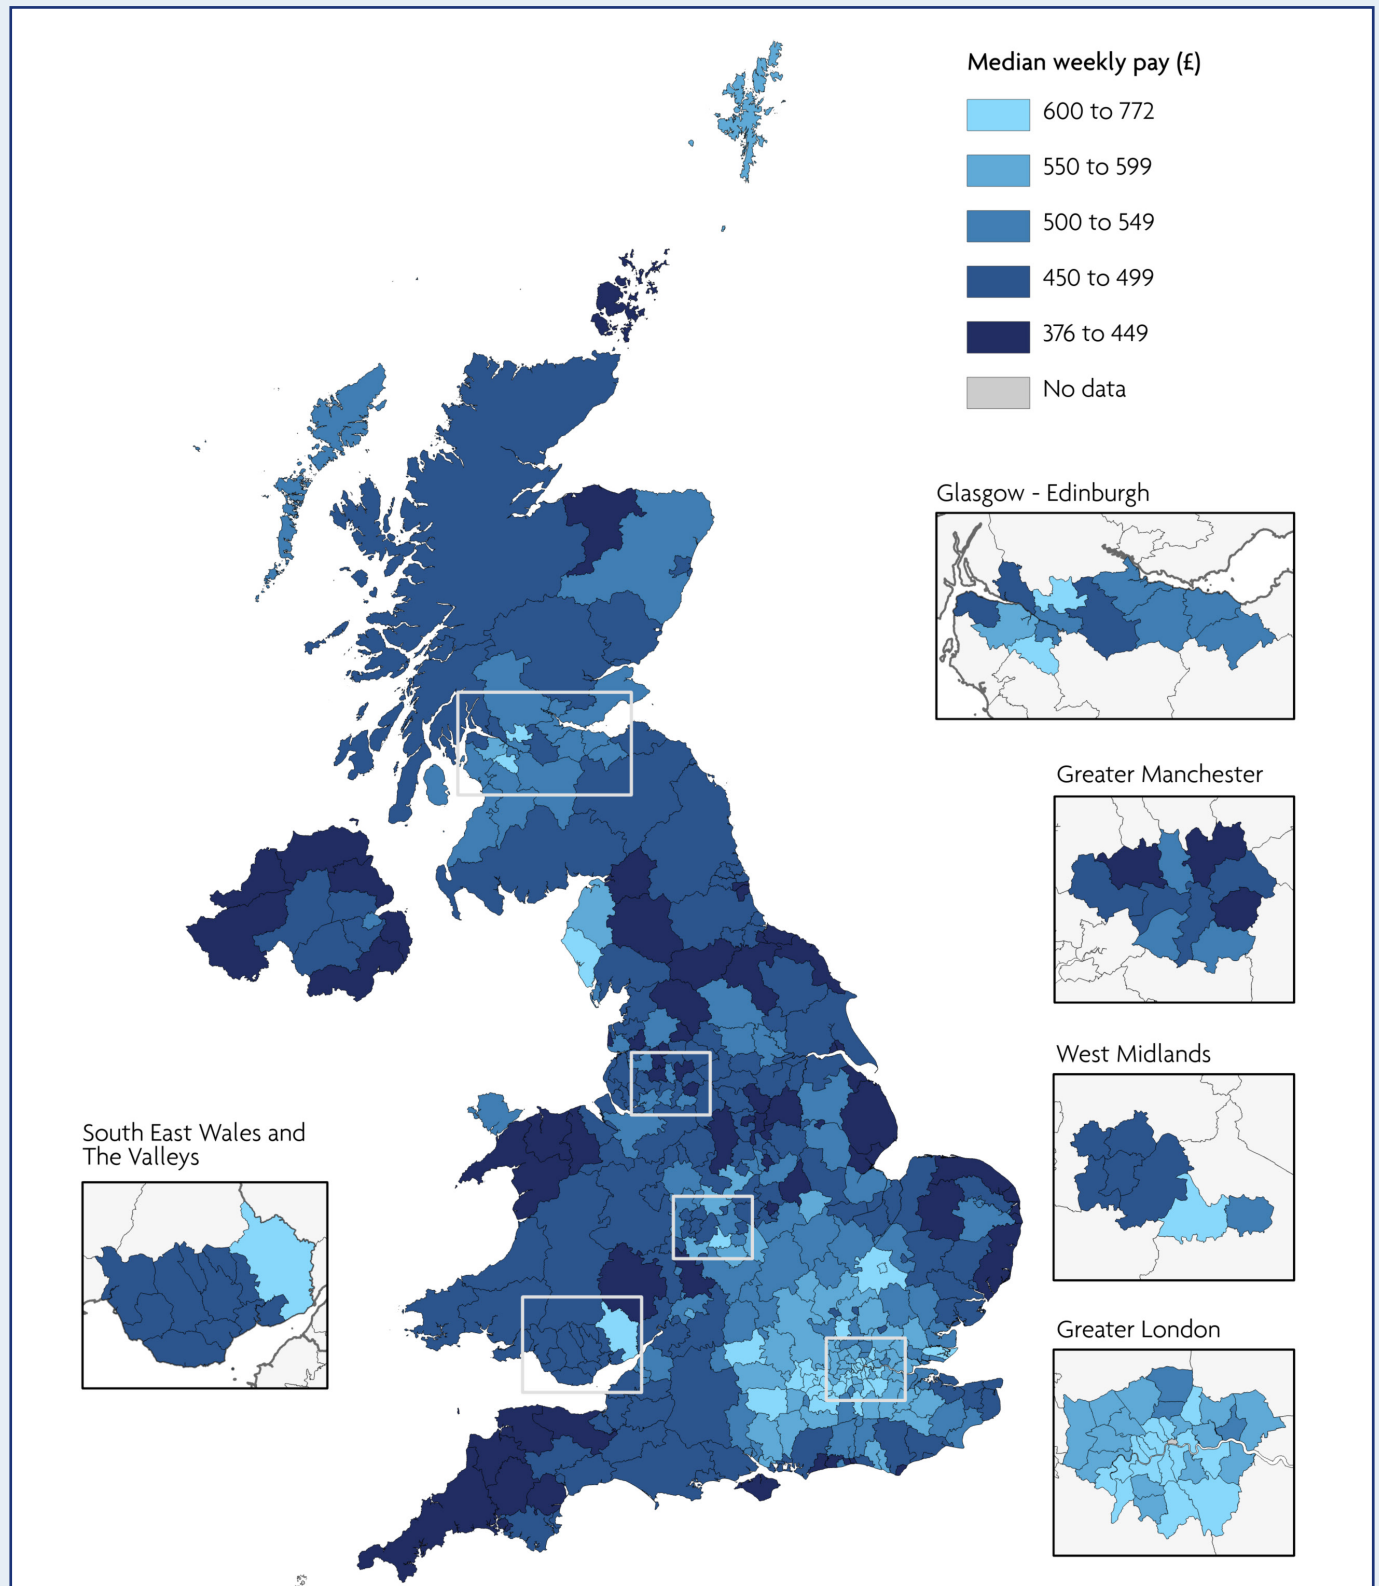 Median weekly pay (£)
600 to 772
550 to 599
500 to 549
450 to 499
376 to 449
No data
Glasgow - Edinburgh
Greater Manchester
West Midlands
South East Wales and
The Valleys
Greater London